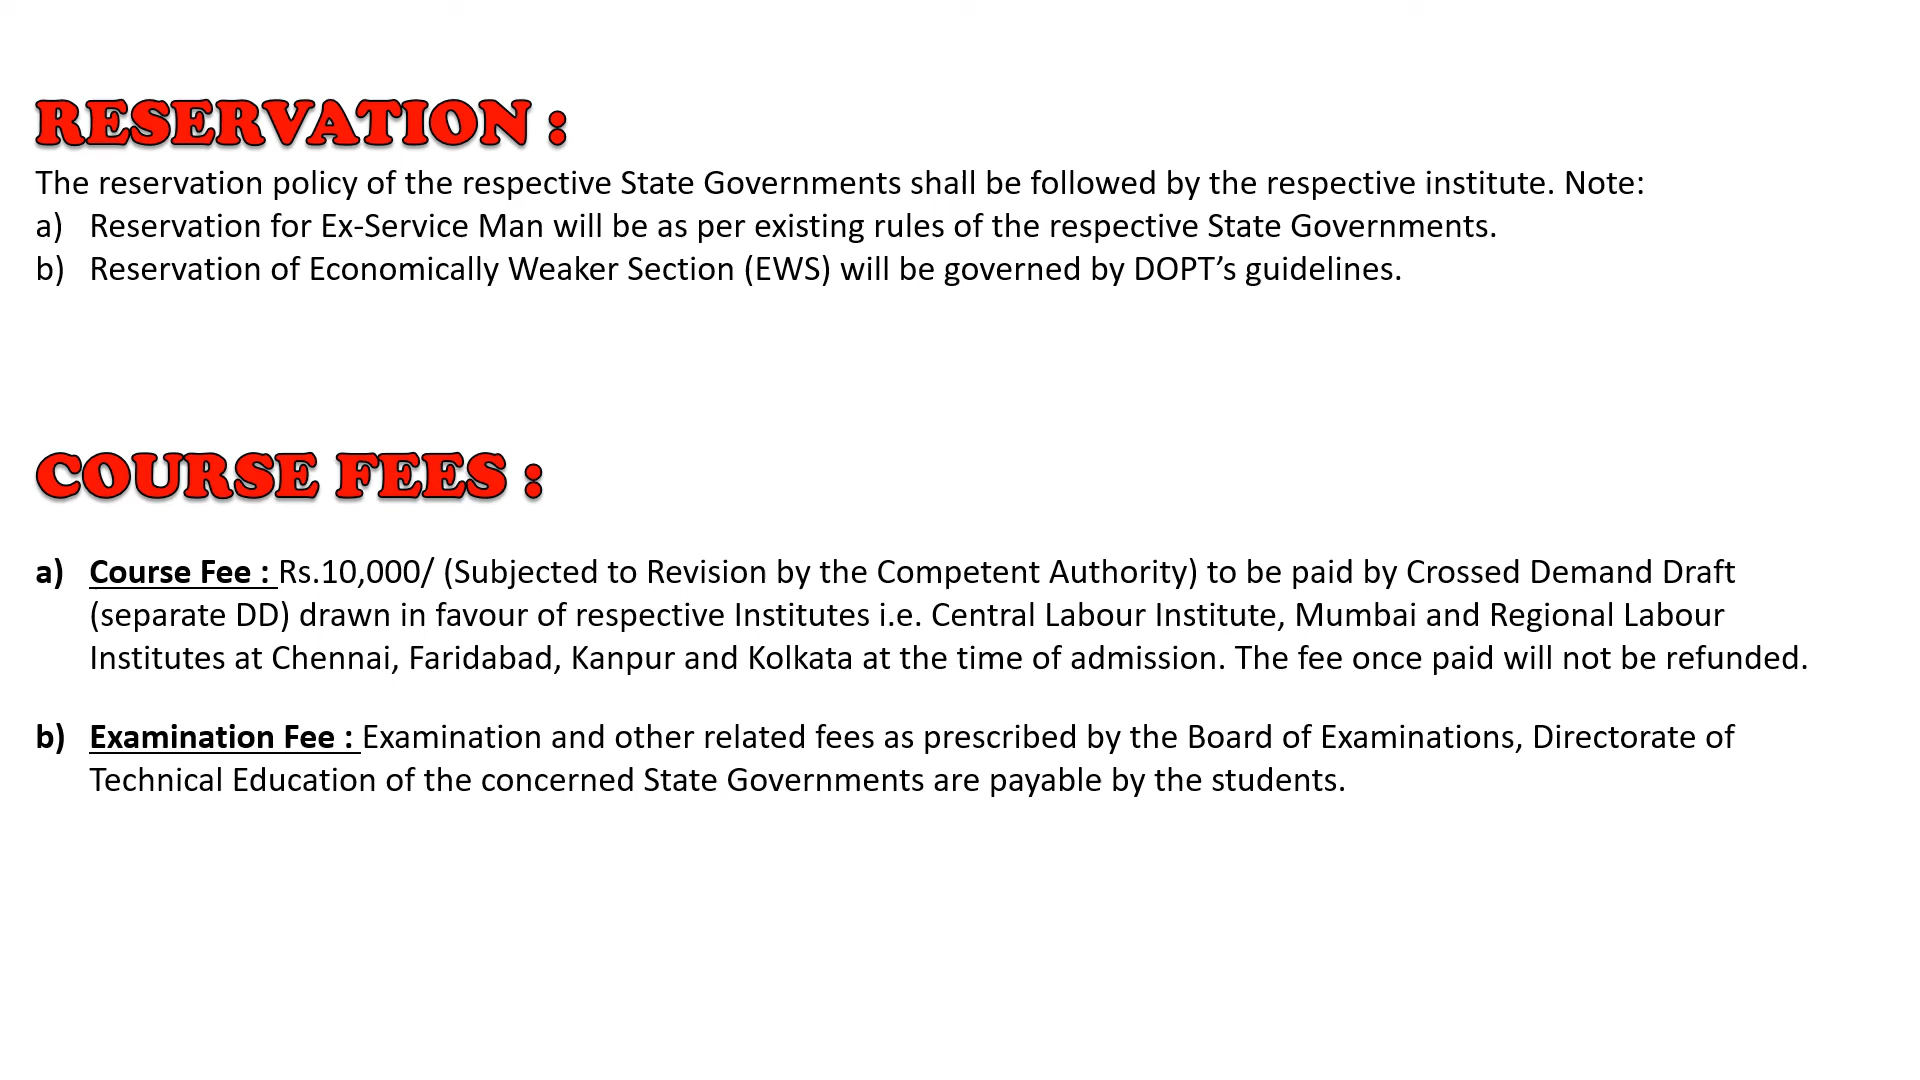 RESERVATION :
The reservation policy of the respective State Governments shall be followed by the respective institute. Note:
a) Reservation for Ex-Service Man will be as per existing rules of the respective State Governments.
b) Reservation of Economically Weaker Section (EWS) will be governed by DOPT’s guidelines.
COURSE FEES :
a) Course Fee : Rs.10,000/ (Subjected to Revision by the Competent Authority) to be paid by Crossed Demand Draft
(separate DD) drawn in favour of respective Institutes i.e. Central Labour Institute, Mumbai and Regional Labour
Institutes at Chennai, Faridabad, Kanpur and Kolkata at the time of admission. The fee once paid will not be refunded.
b) Examination Fee : Examination and other related fees as prescribed by the Board of Examinations, Directorate of
Technical Education of the concerned State Governments are payable by the students.